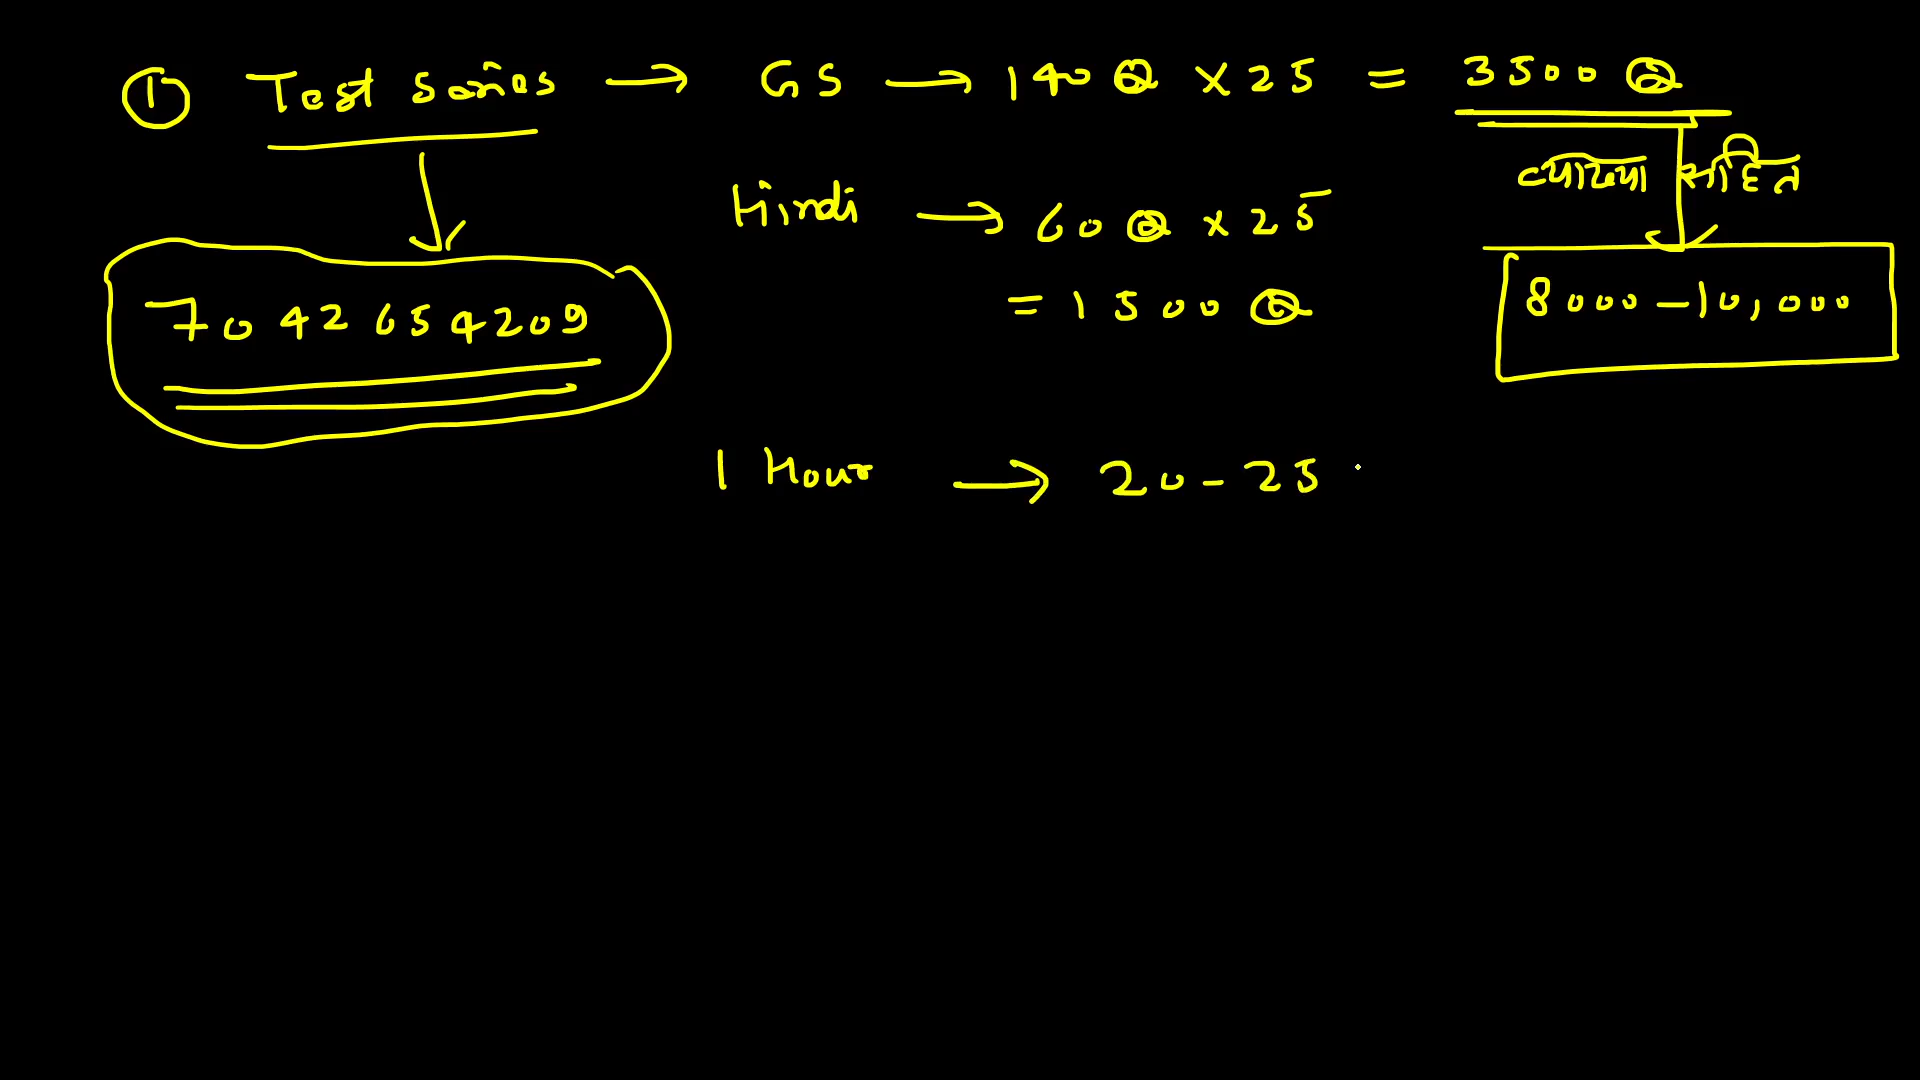 ① Test Series → GS → 140 Q × 25 = 3500 Q
व्याख्या सहित
Hindi → 60 Q × 25
= 1500 Q
8000 – 10,000
7042654209
1 Hour → 20 - 25